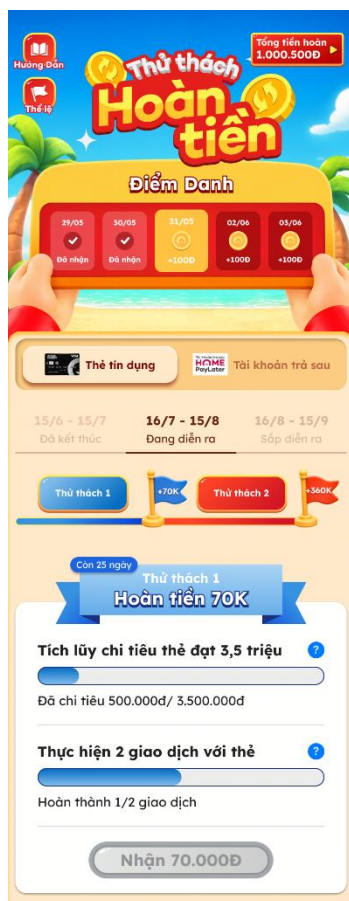 Hướng Dẫn
Thể lệ
Thử thách
Hoàn
tiền
Tổng tiền hoàn
1.000.500Đ
Điểm Danh
29/05
Đã nhận
30/05
Đã nhận
31/05
+100Đ
02/06
+100Đ
03/06
+100Đ
VISA
Thẻ tín dụng
HOME
PayLater
Tài khoản trả sau
15/6 - 15/7
Đã kết thúc
16/7 - 15/8
Đang diễn ra
16/8 - 15/9
Sắp diễn ra
Thử thách 1
+70K
Thử thách 2
+360K
Còn 25 ngày
Thử thách 1
Hoàn tiền 70K
Tích lũy chi tiêu thẻ đạt 3,5 triệu
?
Đã chi tiêu 500.000đ/ 3.500.000đ
Thực hiện 2 giao dịch với thẻ
?
Hoàn thành 1/2 giao dịch
Nhận 70.000Đ